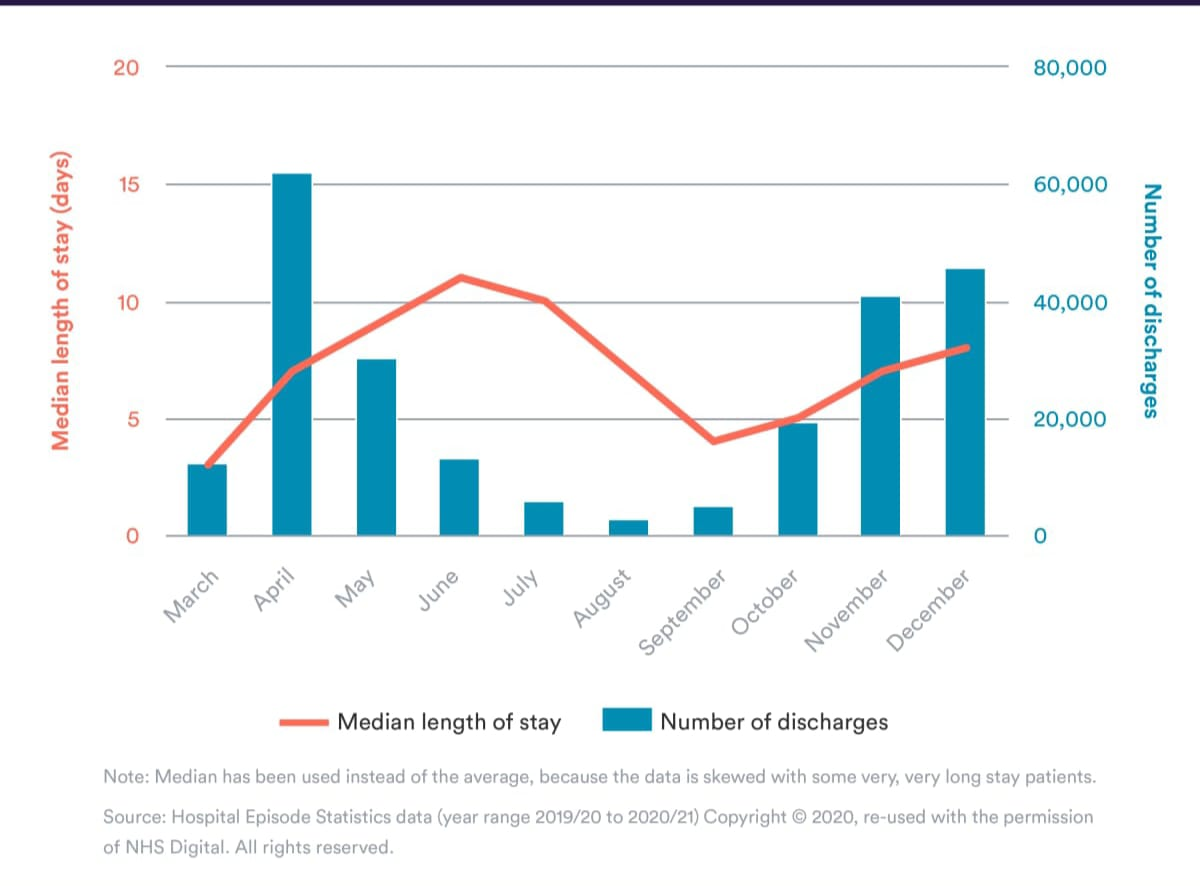 20
80,000
15
60,000
10
40,000
5
20,000
0
0
Median length of stay (days)
Number of discharges
March
April
May
June
July
August
September
October
November
December
Median length of stay
Number of discharges
Note: Median has been used instead of the average, because the data is skewed with some very, very long stay patients.
Source: Hospital Episode Statistics data (year range 2019/20 to 2020/21) Copyright © 2020, re-used with the permission
of NHS Digital. All rights reserved.